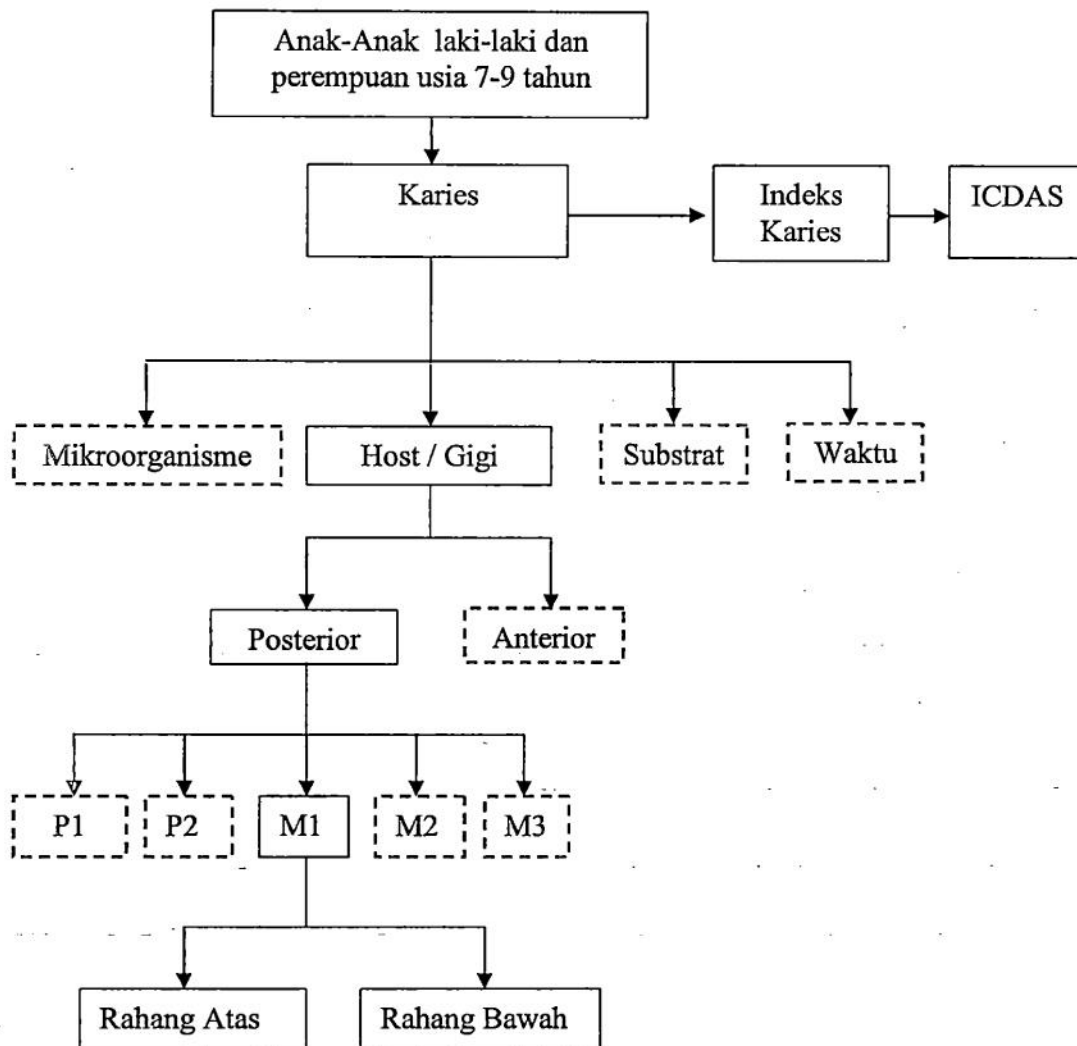 Anak-Anak laki-laki dan
perempuan usia 7-9 tahun
Karies
Indeks
Karies
ICDAS
Mikroorganisme
Host / Gigi
Substrat
Waktu
Posterior
Anterior
P1
P2
M1
M2
M3
Rahang Atas
Rahang Bawah